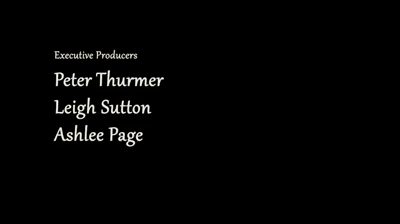 Executive Producers
Peter Thurmer
Leigh Sutton
Ashlee Page